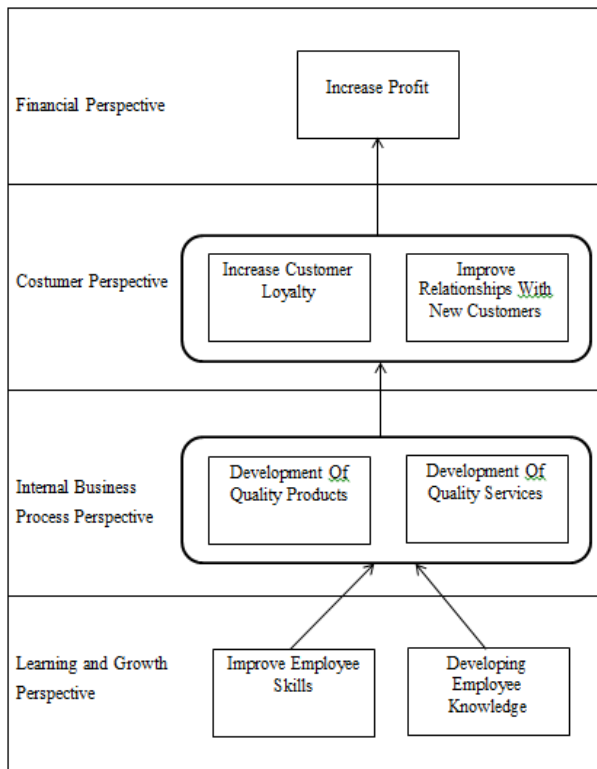 Increase Profit
Financial Perspective
Increase Customer
Loyalty
Improve
Relationships With
New Customers
Costumer Perspective
Development Of
Quality Products
Development Of
Quality Services
Internal Business
Process Perspective
Improve Employee
Skills
Developing
Employee
Knowledge
Learning and Growth
Perspective